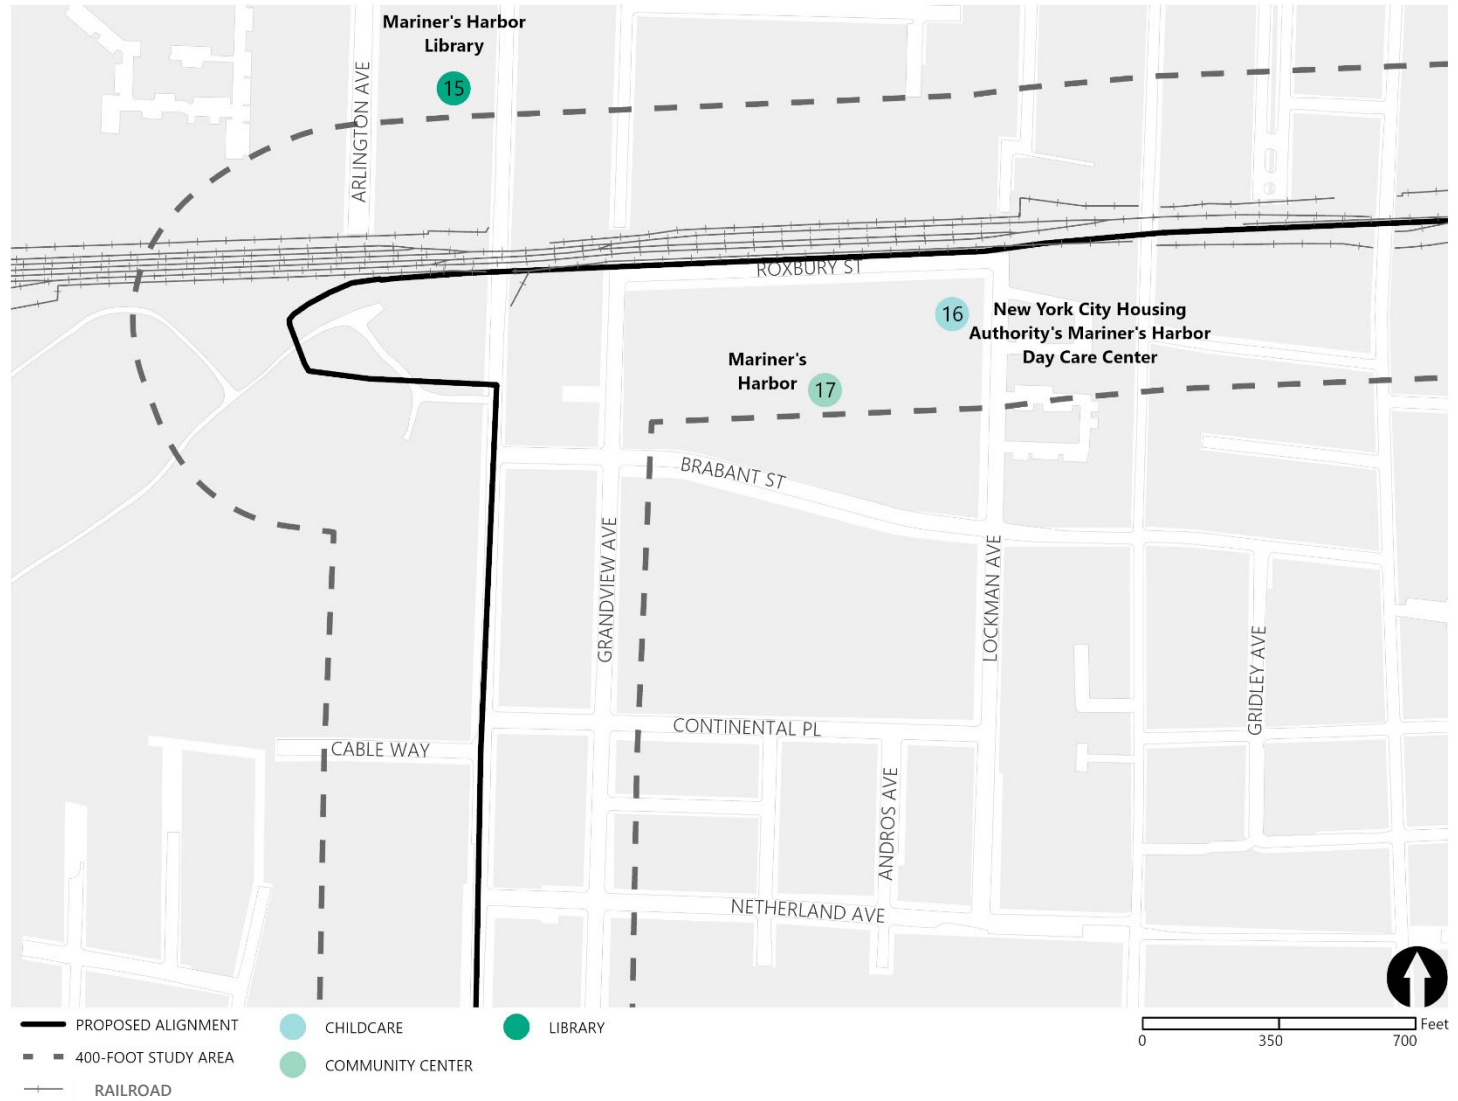 Mariner's Harbor
Library
15
ARLINGTON AVE
ROXBURY ST
16
New York City Housing
Authority's Mariner's Harbor
Day Care Center
Mariner's
Harbor
17
BRABANT ST
GRANDVIEW AVE
LOCKMAN AVE
GRIDLEY AVE
CONTINENTAL PL
CABLE WAY
ANDROS AVE
NETHERLAND AVE
PROPOSED ALIGNMENT
400-FOOT STUDY AREA
RAILROAD
CHILDCARE
COMMUNITY CENTER
LIBRARY
Feet
0 350 700